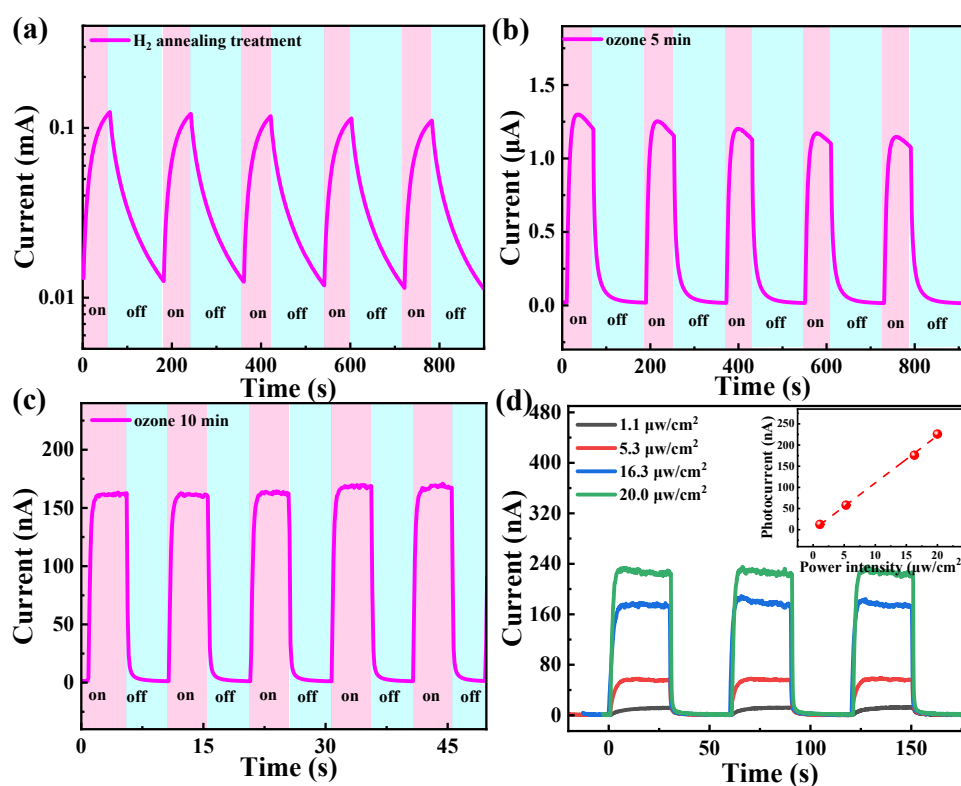 (a)
H2 annealing treatment
Current (mA)
0.1
0.01
on off on off on off on off on off
0 200 400 600 800
Time (s)
(b)
ozone 5 min
Current (μA)
1.8
1.2
0.6
0.0
on off on off on off on off on off
0 200 400 600 800
Time (s)
(c)
ozone 10 min
Current (nA)
200
150
100
50
0
on off on off on off on off on off
0 15 30 45
Time (s)
(d)
1.1 μw/cm2
5.3 μw/cm2
16.3 μw/cm2
20.0 μw/cm2
Current (nA)
480
400
320
240
160
80
0
0 50 100 150
Time (s)
Photocurrent (nA)
250
200
150
100
50
0
0 5 10 15 20
Power intensity (μw/cm2